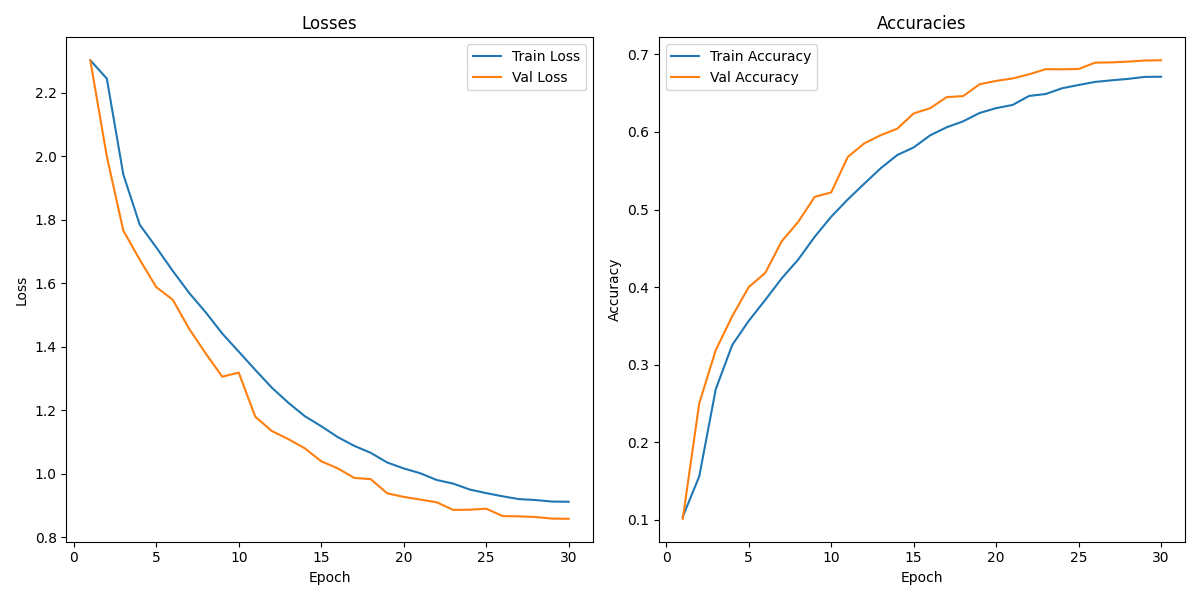 Losses
Train Loss
Val Loss
2.2
2.0
1.8
1.6
1.4
1.2
1.0
0.8
Loss
0 5 10 15 20 25 30
Epoch
Accuracies
Train Accuracy
Val Accuracy
0.7
0.6
0.5
0.4
0.3
0.2
0.1
Accuracy
0 5 10 15 20 25 30
Epoch